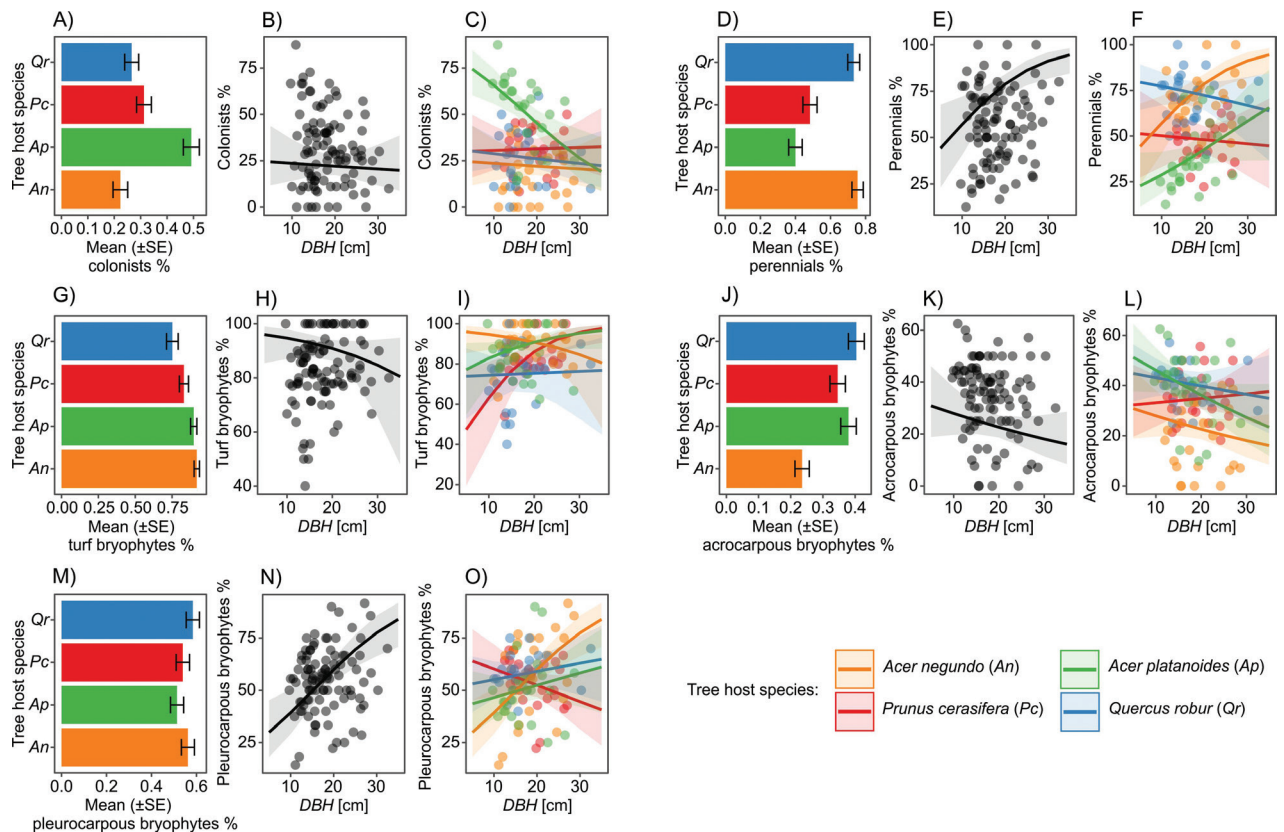 A)
Tree host species
Qr
Pc
Ap
An
0.0 0.1 0.2 0.3 0.4 0.5
Mean (±SE)
colonists %
B)
Colonists %
75
50
25
0
10 20 30
DBH [cm]
C)
Colonists %
75
50
25
0
10 20 30
DBH [cm]
D)
Tree host species
Qr
Pc
Ap
An
0.0 0.2 0.4 0.6 0.8
Mean (±SE)
perennials %
E)
Perennials %
100
75
50
25
10 20 30
DBH [cm]
F)
Perennials %
100
75
50
25
10 20 30
DBH [cm]
G)
Tree host species
Qr
Pc
Ap
An
0.00 0.25 0.50 0.75
Mean (±SE)
turf bryophytes %
H)
Turf bryophytes %
100
90
80
70
60
50
40
10 20 30
DBH [cm]
I)
Turf bryophytes %
100
80
60
40
20
10 20 30
DBH [cm]
J)
Tree host species
Qr
Pc
Ap
An
0.0 0.1 0.2 0.3 0.4
Mean (±SE)
acrocarpous bryophytes %
K)
Acrocarpous bryophytes %
60
40
20
0
10 20 30
DBH [cm]
L)
Acrocarpous bryophytes %
60
40
20
0
10 20 30
DBH [cm]
M)
Tree host species
Qr
Pc
Ap
An
0.0 0.2 0.4 0.6
Mean (±SE)
pleurocarpous bryophytes %
N)
Pleurocarpous bryophytes %
75
50
25
10 20 30
DBH [cm]
O)
Pleurocarpous bryophytes %
75
50
25
10 20 30
DBH [cm]
Tree host species:
Acer negundo (An)
Acer platanoides (Ap)
Prunus cerasifera (Pc)
Quercus robur (Qr)